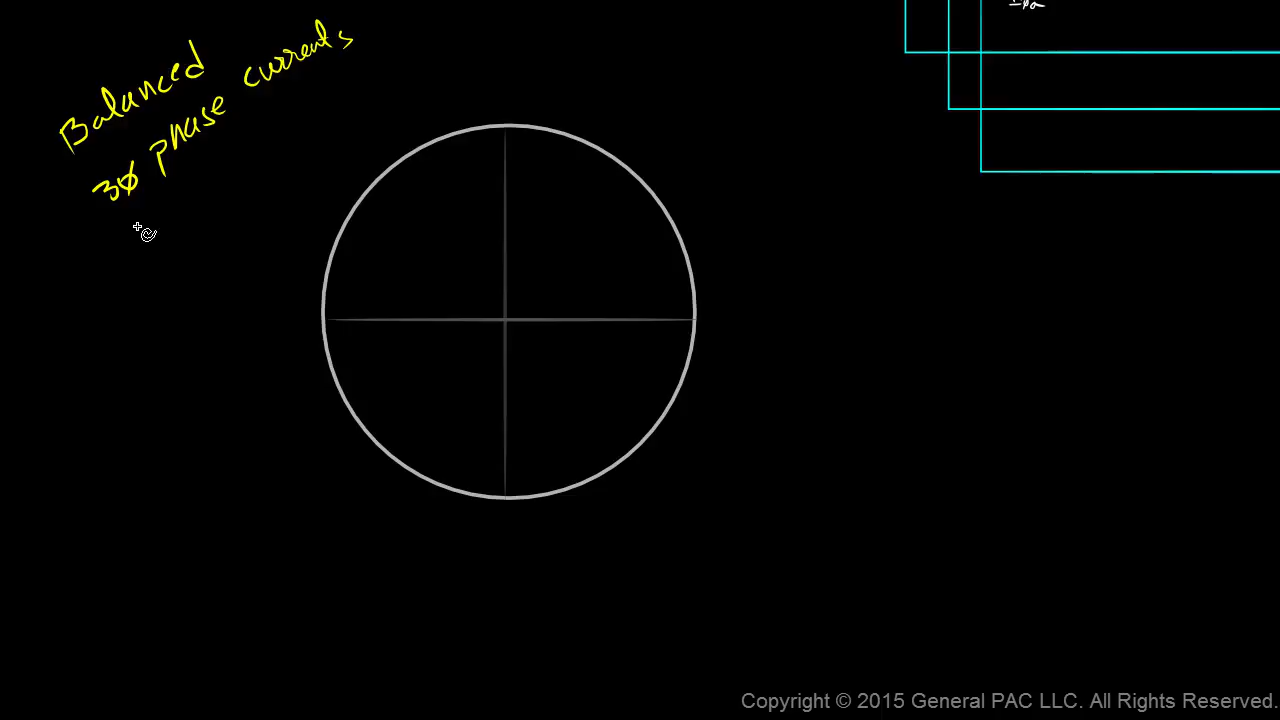 Balanced
3ϕ phase currents
Copyright © 2015 General PAC LLC. All Rights Reserved.